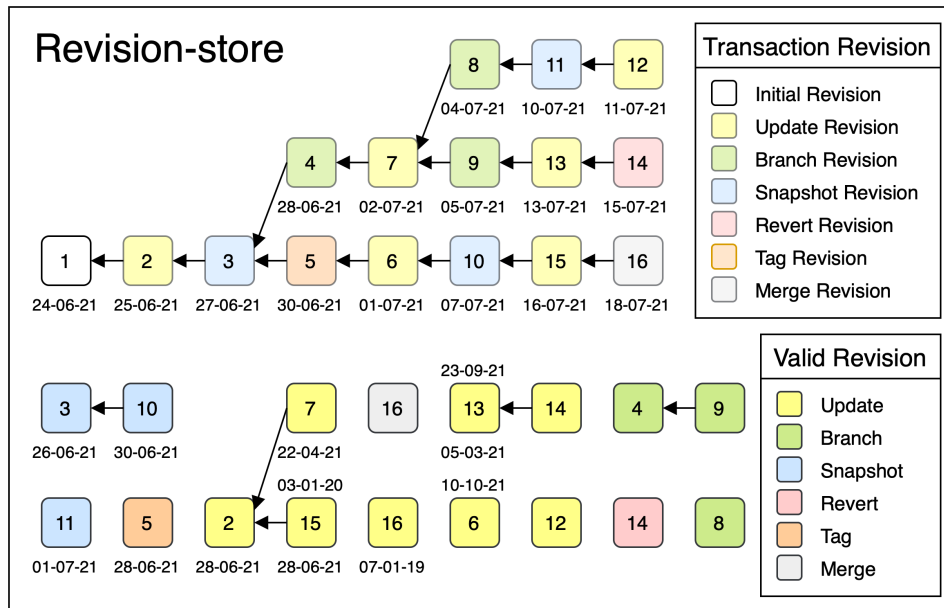 Revision-store
8 11 12
04-07-21 10-07-21 11-07-21
4 7 9 13 14
28-06-21 02-07-21 05-07-21 13-07-21 15-07-21
1 2 3 5 6 10 15 16
24-06-21 25-06-21 27-06-21 30-06-21 01-07-21 07-07-21 16-07-21 18-07-21
Transaction Revision
Initial Revision
Update Revision
Branch Revision
Snapshot Revision
Revert Revision
Tag Revision
Merge Revision
23-09-21
3 10 7 16 13 14 4 9
26-06-21 30-06-21 22-04-21 05-03-21
03-01-20 10-10-21
11 5 2 15 16 6 12 14 8
01-07-21 28-06-21 28-06-21 28-06-21 07-01-19
Valid Revision
Update
Branch
Snapshot
Revert
Tag
Merge